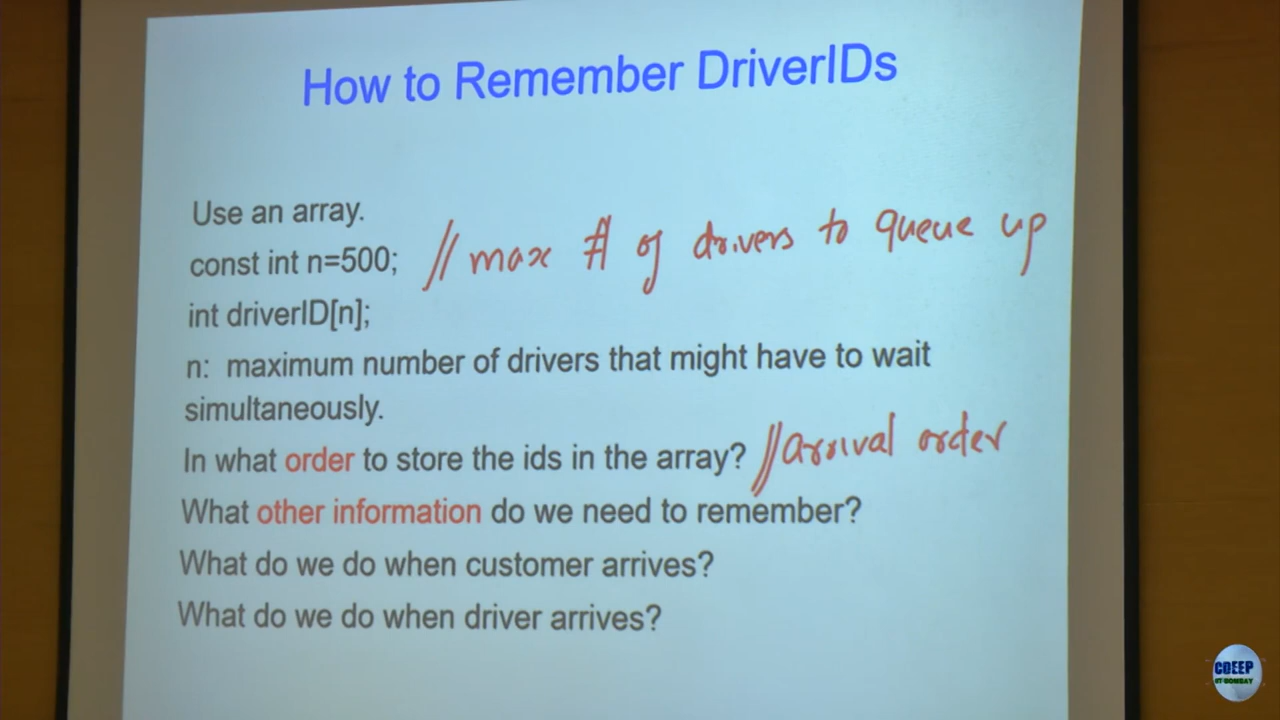 How to Remember DriverIDs
Use an array.
const int n=500; // max # of drivers to queue up
int driverID[n];
n: maximum number of drivers that might have to wait
simultaneously.
In what order to store the ids in the array? // arrival order
What other information do we need to remember?
What do we do when customer arrives?
What do we do when driver arrives?
CDEEP
IIT BOMBAY